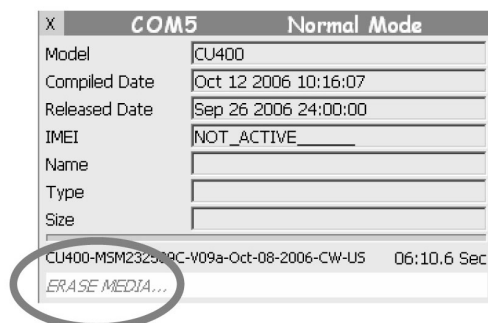 X COM5 Normal Mode
Model CU400
Compiled Date Oct 12 2006 10:16:07
Released Date Sep 26 2006 24:00:00
IMEI NOT_ACTIVE______
Name
Type
Size
06:10.6 Sec
ERASE MEDIA...